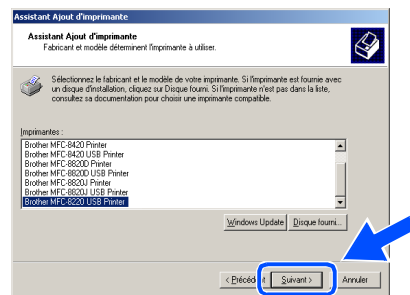 Assistant Ajout d'imprimante
Assistant Ajout d'imprimante
Fabricant et modèle déterminent l'imprimante à utiliser.
Sélectionnez le fabricant et le modèle de votre imprimante. Si l'imprimante est fournie avec
un disque d'installation, cliquez sur Disque fourni. Si l'imprimante n'est pas dans la liste,
consultez sa documentation pour choisir une imprimante compatible.
Imprimantes :
Brother MFC-8420 Printer
Brother MFC-8420 USB Printer
Brother MFC-8820D Printer
Brother MFC-8820D USB Printer
Brother MFC-8820J Printer
Brother MFC-8820J USB Printer
Brother MFC-8220 USB Printer
Windows Update Disque fourni...
< Précédent Suivant > Annuler